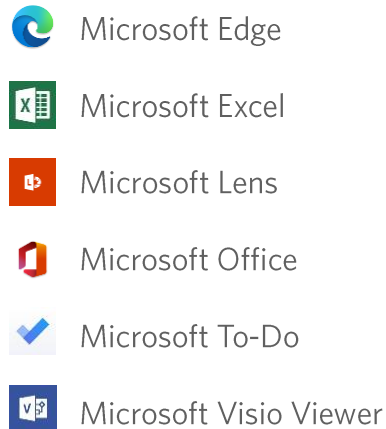 Microsoft Edge
X Microsoft Excel
L Microsoft Lens
Microsoft Office
Microsoft To-Do
V Microsoft Visio Viewer